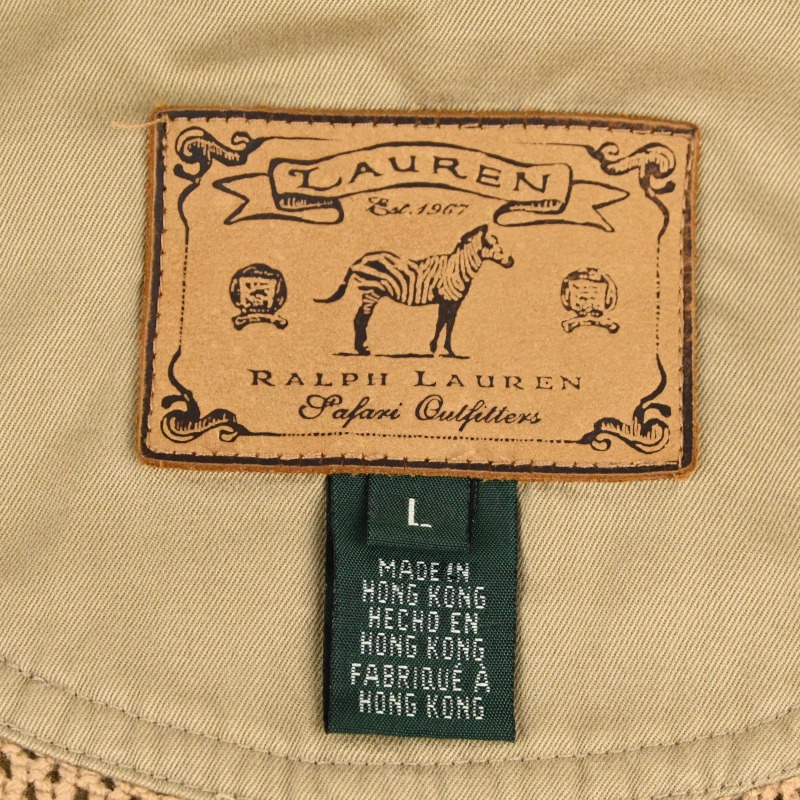 LAUREN
Est. 1967
RALPH LAUREN
Safari Outfitters
L
MADE IN
HONG KONG
HECHO EN
HONG KONG
FABRIQUÉ À
HONG KONG